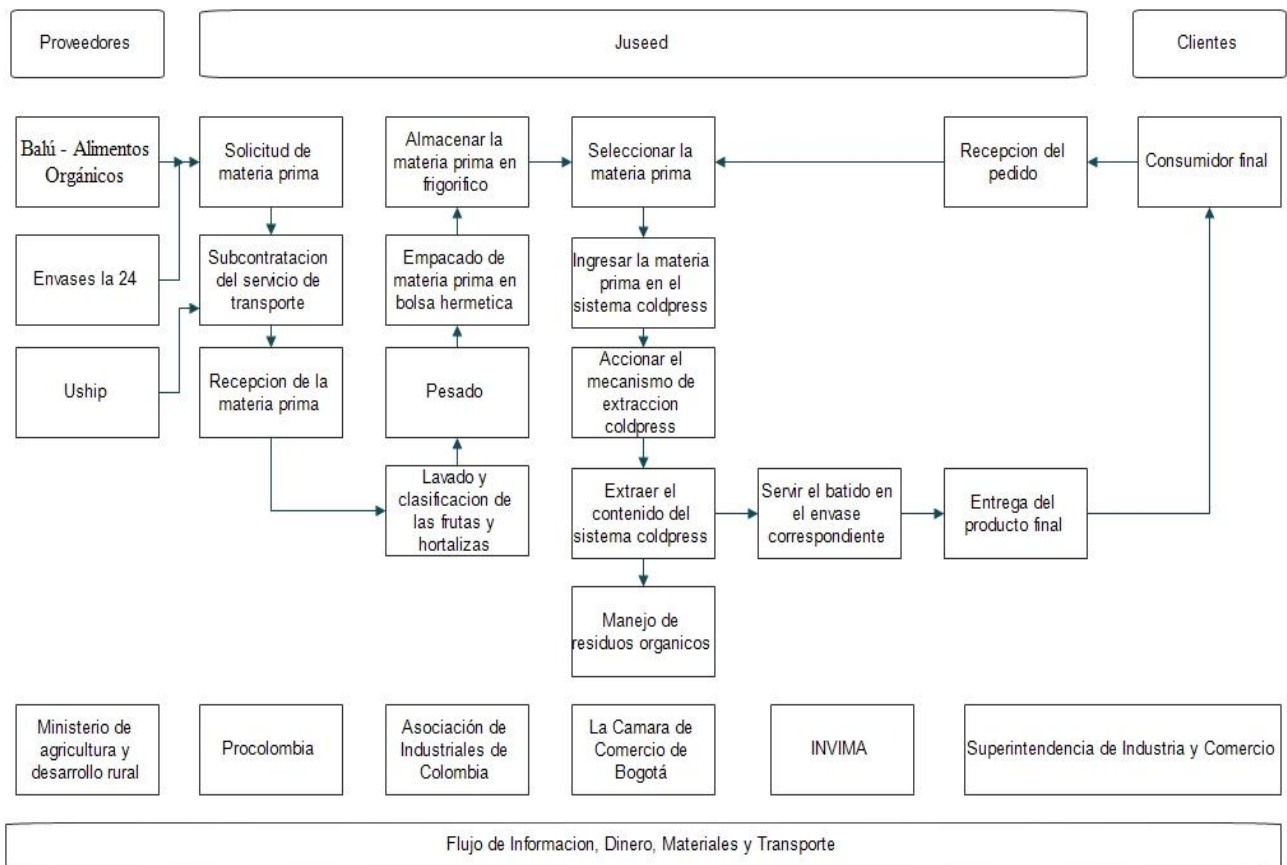 Proveedores
Juseed
Clientes
Balú - Alimentos
Orgánicos
Solicitud de
materia prima
Almacenar la
materia prima en
frigorifico
Seleccionar la
materia prima
Recepcion del
pedido
Consumidor final
Envases la 24
Subcontratacion
del servicio de
transporte
Empacado de
materia prima en
bolsa hermetica
Ingresar la materia
prima en el
sistema coldpress
Uship
Recepcion de la
materia prima
Pesado
Accionar el
mecanismo de
extraccion
coldpress
Lavado y
clasificacion de
las frutas y
hortalizas
Extraer el
contenido del
sistema coldpress
Servir el batido en
el envase
correspondiente
Entrega del
producto final
Manejo de
residuos organicos
Ministerio de
agricultura y
desarrollo rural
Procolombia
Asociación de
Industriales de
Colombia
La Camara de
Comercio de
Bogotá
INVIMA
Superintendencia de Industria y Comercio
Flujo de Informacion, Dinero, Materiales y Transporte